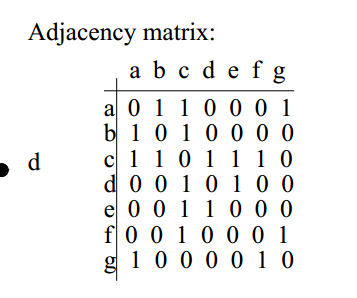 Adjacency matrix:
a b c d e f g
a 0 1 1 0 0 0 1
b 1 0 1 0 0 0 0
c 1 1 0 1 1 1 0
d
d 0 0 1 0 1 0 0
e 0 0 1 1 0 0 0
f 0 0 1 0 0 0 1
g 1 0 0 0 0 1 0